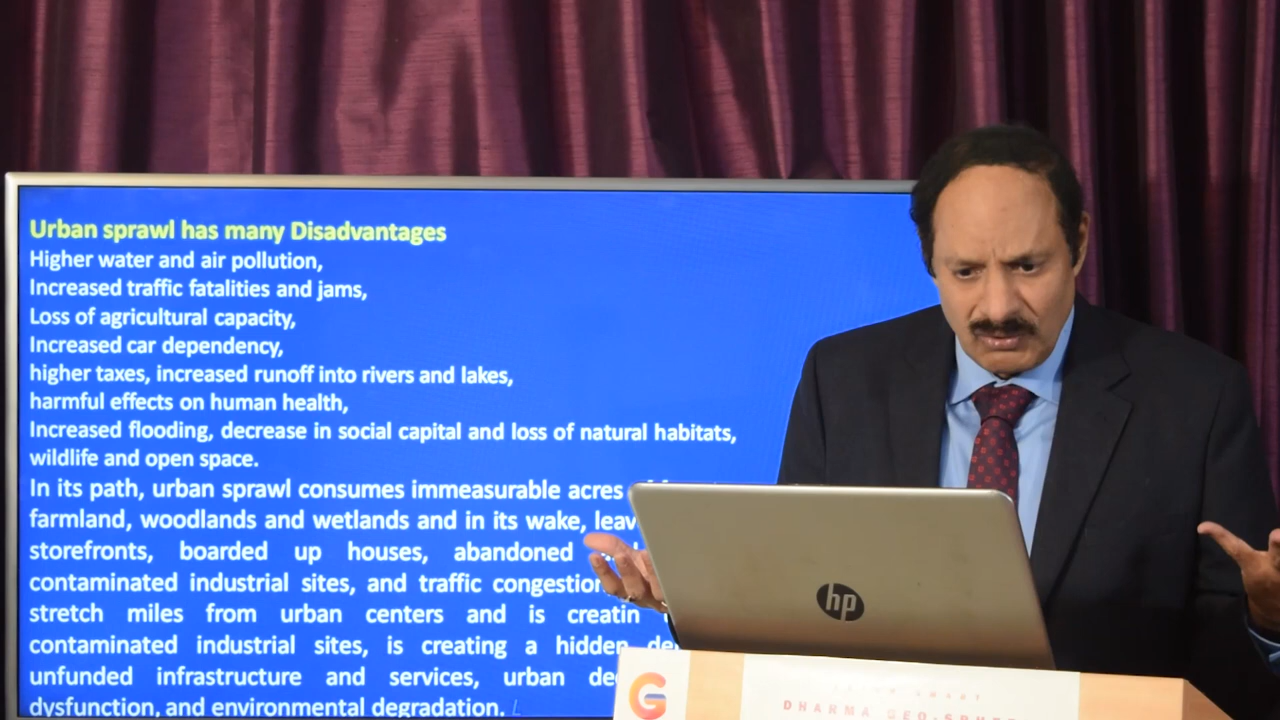 Urban sprawl has many Disadvantages
Higher water and air pollution,
Increased traffic fatalities and jams,
Loss of agricultural capacity,
Increased car dependency,
higher taxes, increased runoff into rivers and lakes,
harmful effects on human health,
Increased flooding, decrease in social capital and loss of natural habitats,
wildlife and open space.
In its path, urban sprawl consumes immeasurable acres
farmland, woodlands and wetlands and in its wake,
storefronts, boarded up houses, abandoned
contaminated industrial sites, and traffic
stretch miles from urban centers and is
contaminated industrial sites, is creating a hidden
unfunded infrastructure and services, urban
dysfunction, and environmental degradation.
hp
G
DHARMA